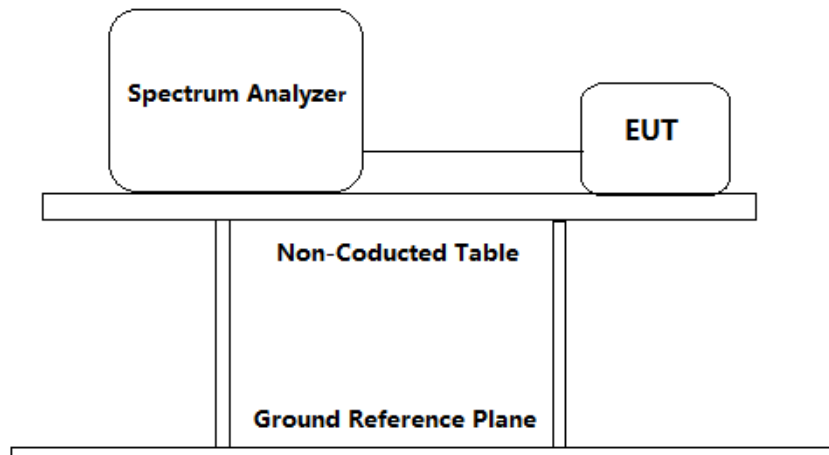 Spectrum Analyzer
EUT
Non-Coducted Table
Ground Reference Plane